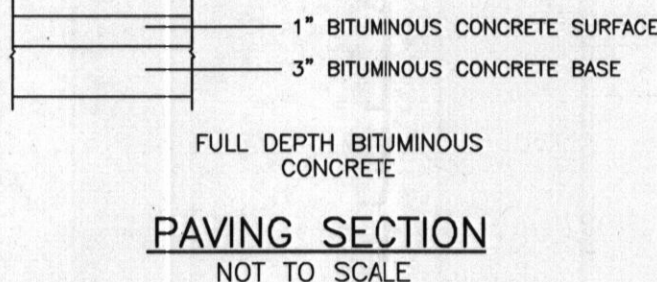 1" BITUMINOUS CONCRETE SURFACE
3" BITUMINOUS CONCRETE BASE
FULL DEPTH BITUMINOUS
CONCRETE
PAVING SECTION
NOT TO SCALE